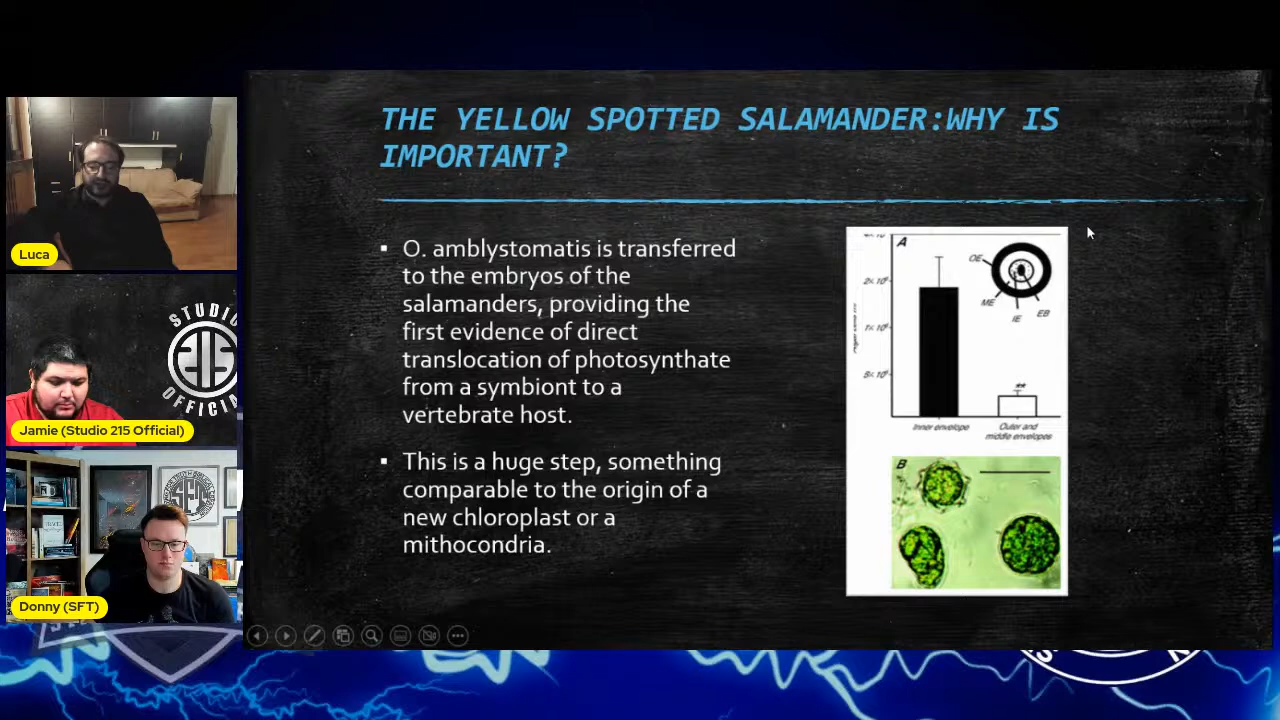 THE YELLOW SPOTTED SALAMANDER:WHY IS
IMPORTANT?
▪ O. amblystomatis is transferred
to the embryos of the
salamanders, providing the
first evidence of direct
translocation of photosynthate
from a symbiont to a
vertebrate host.
▪ This is a huge step, something
comparable to the origin of a
new chloroplast or a
mithocondria.
A
OE
ME
IE
EB
**
Inner envelope
Outer and
middle envelopes
B
Luca
STUDIO
215
OFFICIAL
Jamie (Studio 215 Official)
SFT
Donny (SFT)